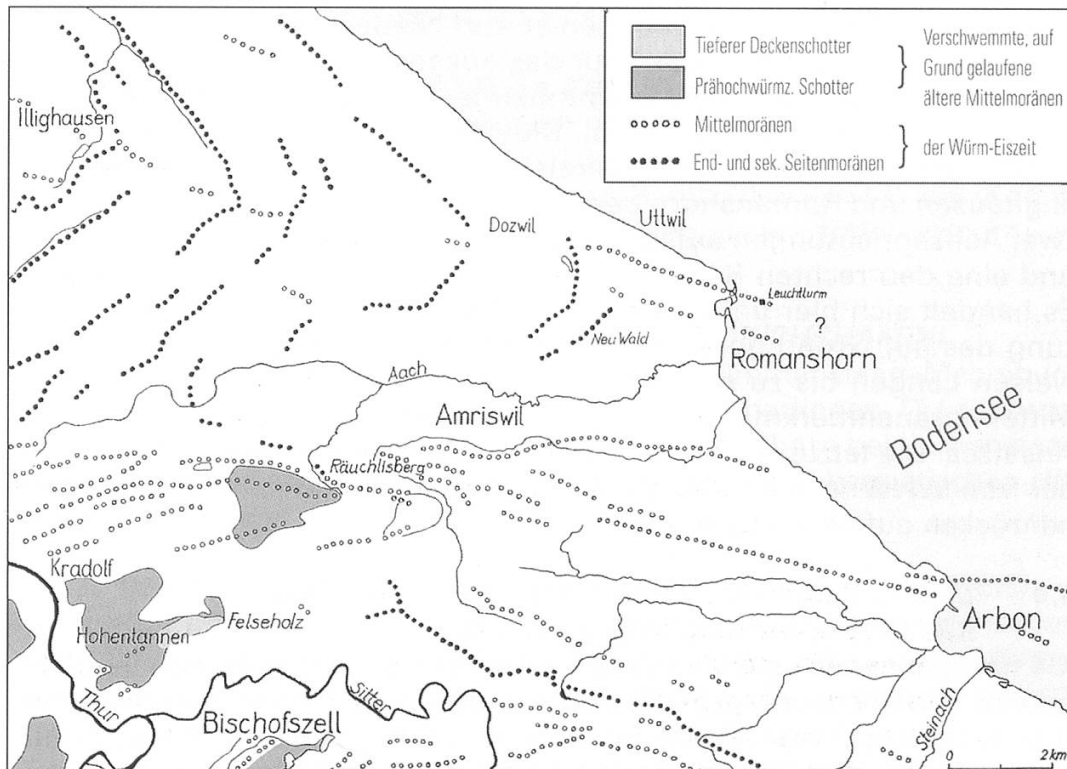 Tieferer Deckenschotter
Prähochwürmz. Schotter
Verschwemmte, auf
Grund gelaufene
ältere Mittelmoränen
Mittelmoränen
End- und sek. Seitenmoränen
der Würm-Eiszeit
Illighausen
Dozwil
Uttwil
Leuchtturm
?
Neu Wald
Romanshorn
Aach
Amriswil
Bodensee
Räuchlisberg
Kradolf
Felseholz
Hohentannen
Arbon
Thur
Sitter
Bischofszell
Steinach
0
2 km